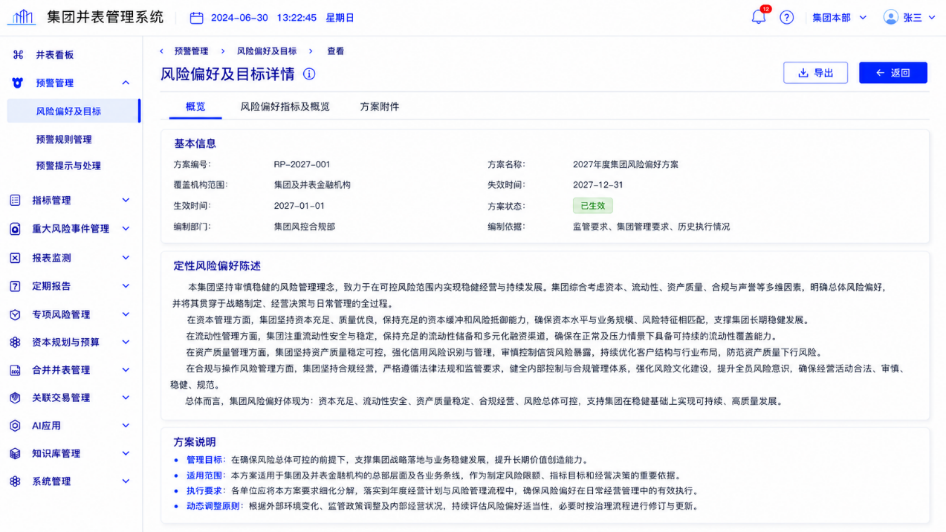 集团并表管理系统
2024-06-30 13:22:45 星期日
12
集团本部
张三
并表看板
预警管理
风险偏好及目标
预警规则管理
预警提示与处理
指标管理
重大风险事件管理
报表监测
定期报告
专项风险管理
资本规划与预算
合并并表管理
关联交易管理
AI应用
知识库管理
系统管理
预警管理 > 风险偏好及目标 > 查看
风险偏好及目标详情
导出
返回
概览 风险偏好指标及概览 方案附件
基本信息
方案编号: RP-2027-001 方案名称: 2027年度集团风险偏好方案
覆盖机构范围: 集团及并表金融机构 失效时间: 2027-12-31
生效时间: 2027-01-01 方案状态: 已生效
编制部门: 集团风控合规部 编制依据: 监管要求、集团管理要求、历史执行情况
定性风险偏好陈述
本集团坚持审慎稳健的风险管理理念，致力于在可控风险范围内实现稳健经营与持续发展。集团综合考虑资本、流动性、资产质量、合规与声誉等多维因素，明确总体风险偏好，
并将其贯穿于战略制定、经营决策与日常管理的全过程。
在资本管理方面，集团坚持资本充足、质量优良，保持充足的资本缓冲和风险抵御能力，确保资本水平与业务规模、风险特征相匹配，支撑集团长期稳健发展。
在流动性管理方面，集团注重流动性安全与稳定，保持充足的流动性储备和多元化融资渠道，确保在正常及压力情景下具备可持续的流动性覆盖能力。
在资产质量管理方面，集团坚持资产质量稳定可控，强化信用风险识别与管理，审慎控制信贷风险暴露，持续优化客户结构与行业布局，防范资产质量下行风险。
在合规与操作风险管理方面，集团坚持合规经营，严格遵循法律法规和监管要求，健全内部控制与合规管理体系，强化风险文化建设，提升全员风险意识，确保经营活动合法、审慎、
稳健、规范。
总体而言，集团风险偏好体现为：资本充足、流动性安全、资产质量稳定、合规经营、风险总体可控，支持集团在稳健基础上实现可持续、高质量发展。
方案说明
• 管理目标: 在确保风险总体可控的前提下，支撑集团战略落地与业务稳健发展，提升长期价值创造能力。
• 适用范围: 本方案适用于集团及并表金融机构的总部层面及各业务条线，作为制定风险限额、指标目标和经营决策的重要依据。
• 执行要求: 各单位应将本方案要求细化分解，落实到年度经营计划与风险管理流程中，确保风险偏好在日常经营管理中的有效执行。
• 动态调整原则: 根据外部环境变化、监管政策调整及内部经营状况，持续评估风险偏好适当性，必要时按治理流程进行修订与更新。